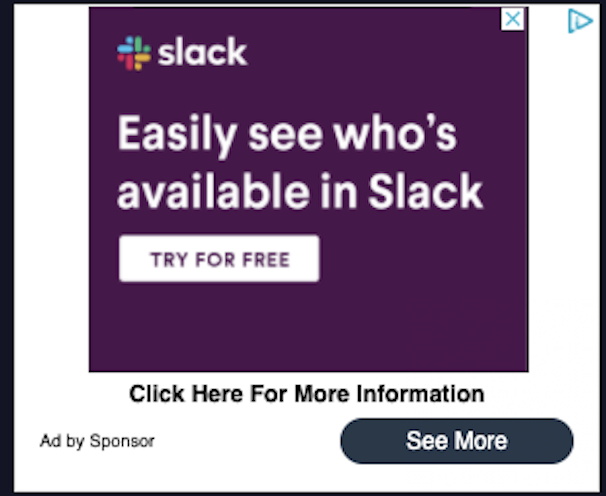 slack
Easily see who's
available in Slack
TRY FOR FREE
Click Here For More Information
Ad by Sponsor
See More